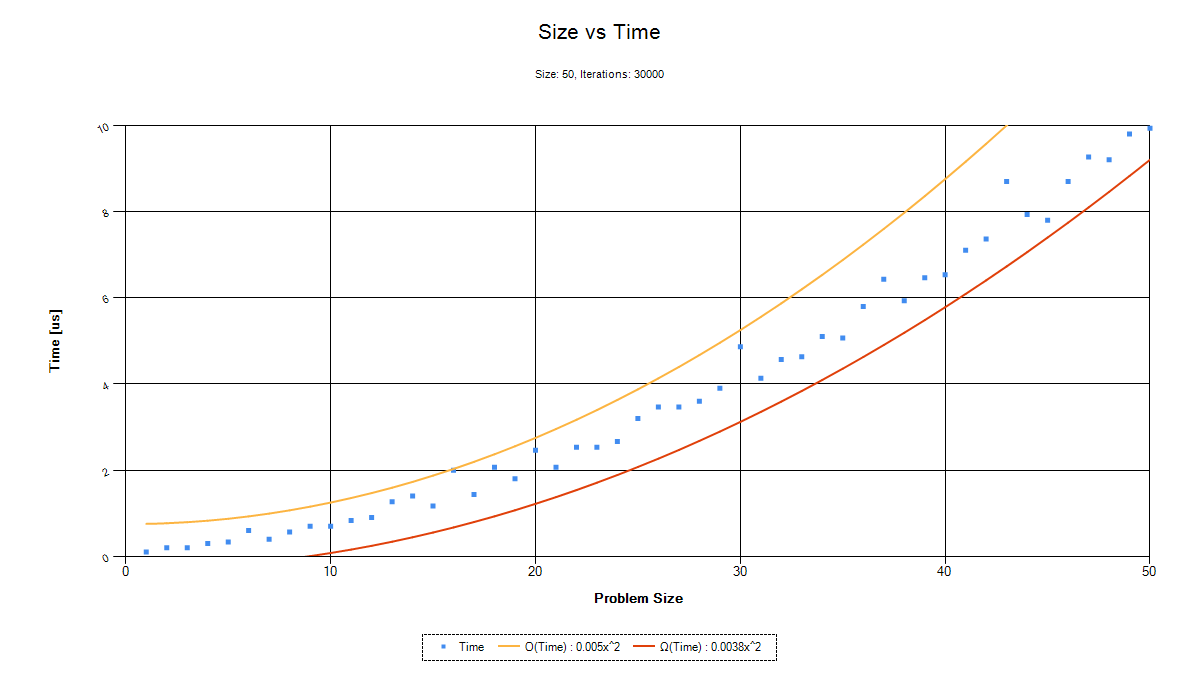 Size vs Time
Size: 50, Iterations: 30000
10
8
6
4
2
0
Time [us]
0 10 20 30 40 50
Problem Size
Time O(Time) : 0.005x^2 Ω(Time) : 0.0038x^2